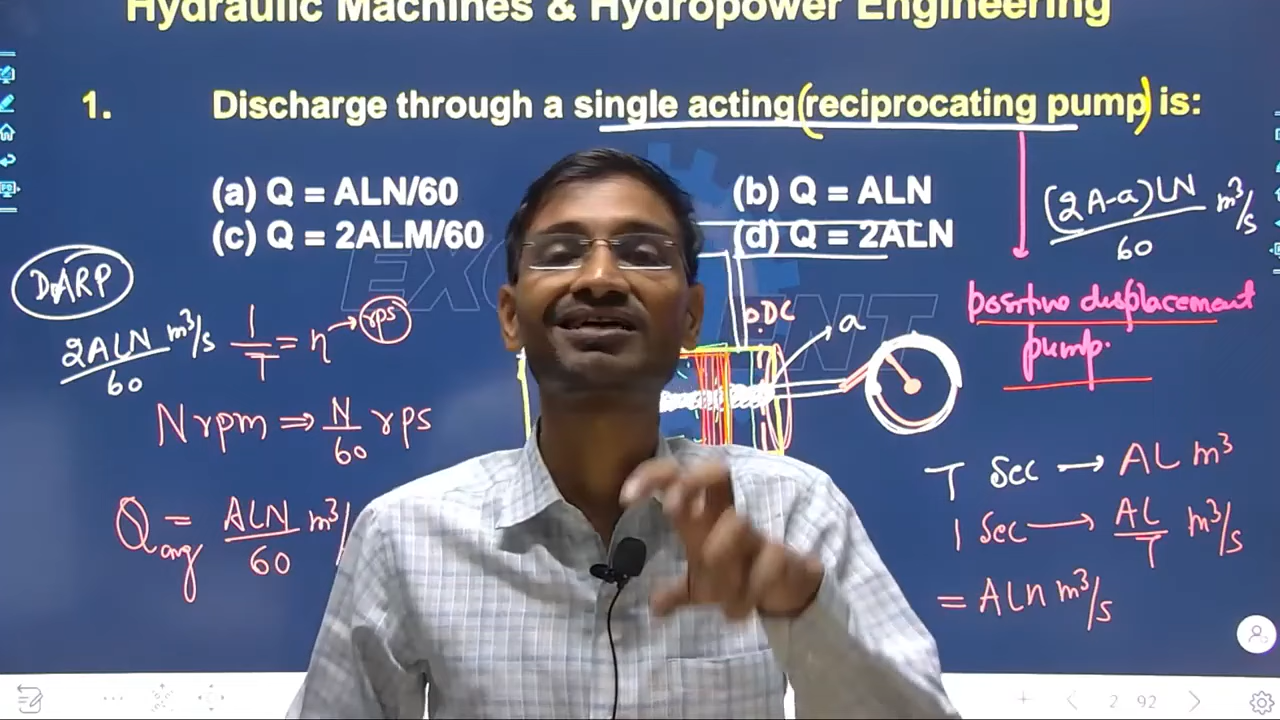 Hydraulic Machines & Hydropower Engineering
1. Discharge through a single acting (reciprocating pump) is:
(a) Q = ALN/60
(b) Q = ALN
(c) Q = 2ALM/60
(d) Q = 2ALN
(2A-a)LN/60 m³/s
DARP
2ALN/60 m³/s
1/T = n → rps
ODC
a
positive displacement
pump.
N rpm ⇒ N/60 rps
T Sec → AL m³
Qavg = ALN/60 m³/
1 Sec → AL/T m³/s
= ALn m³/s
2 92